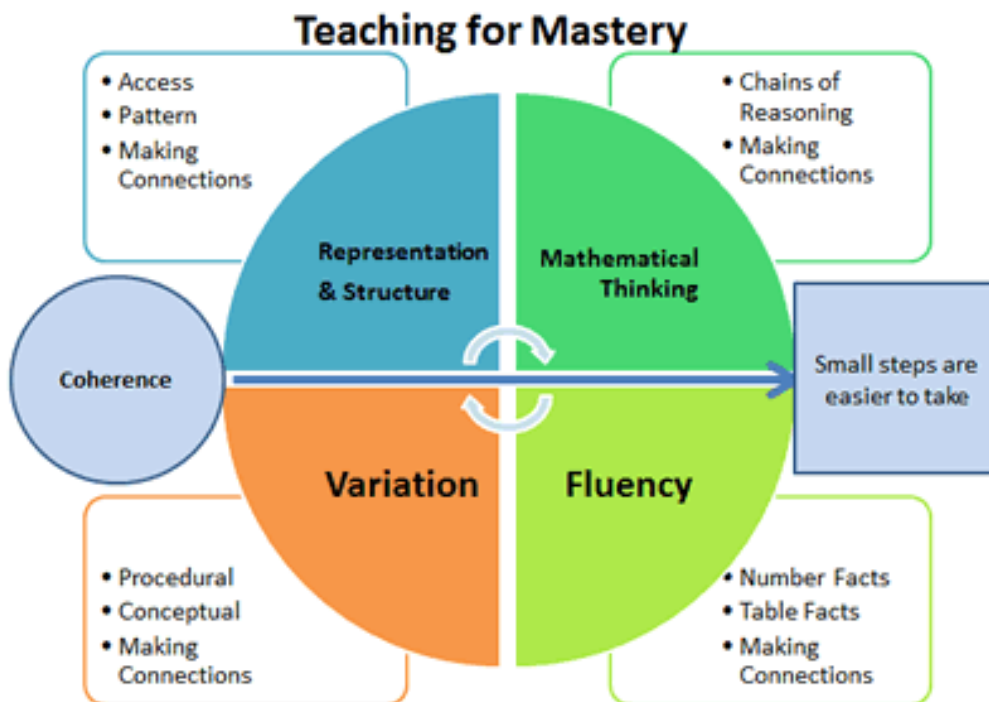 Teaching for Mastery
• Access
• Pattern
• Making
Connections
• Chains of
Reasoning
• Making
Connections
Representation
& Structure
Mathematical
Thinking
Coherence
Small steps are
easier to take
Variation
Fluency
• Procedural
• Conceptual
• Making
Connections
• Number Facts
• Table Facts
• Making
Connections